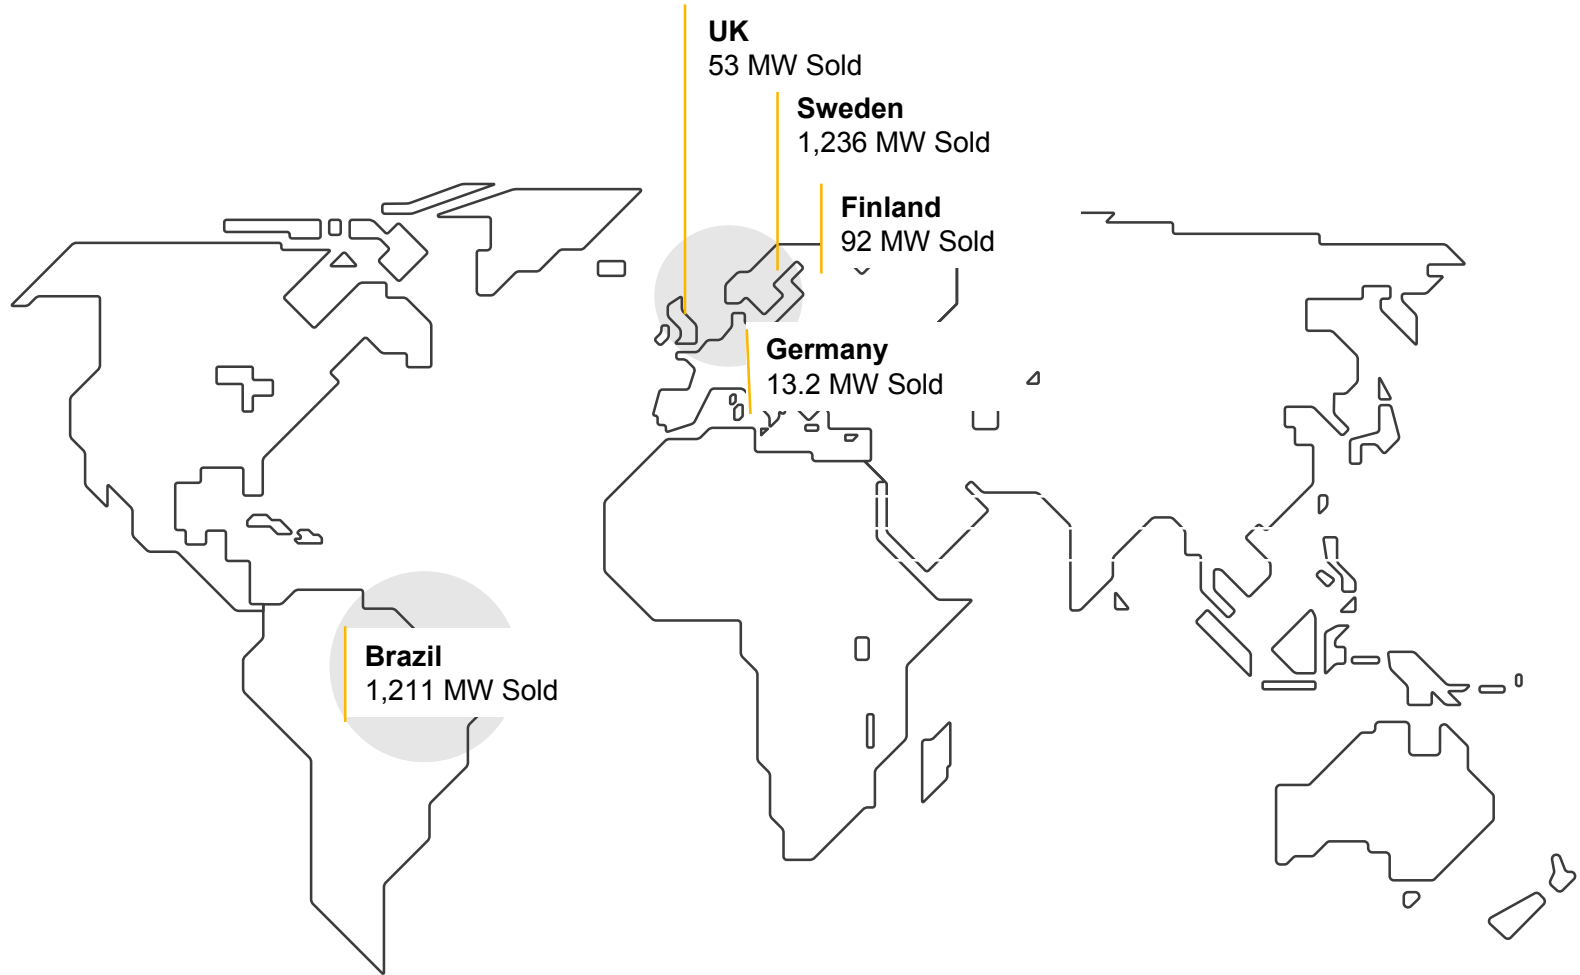 UK
53 MW Sold
Sweden
1,236 MW Sold
Finland
92 MW Sold
Germany
13.2 MW Sold
Brazil
1,211 MW Sold